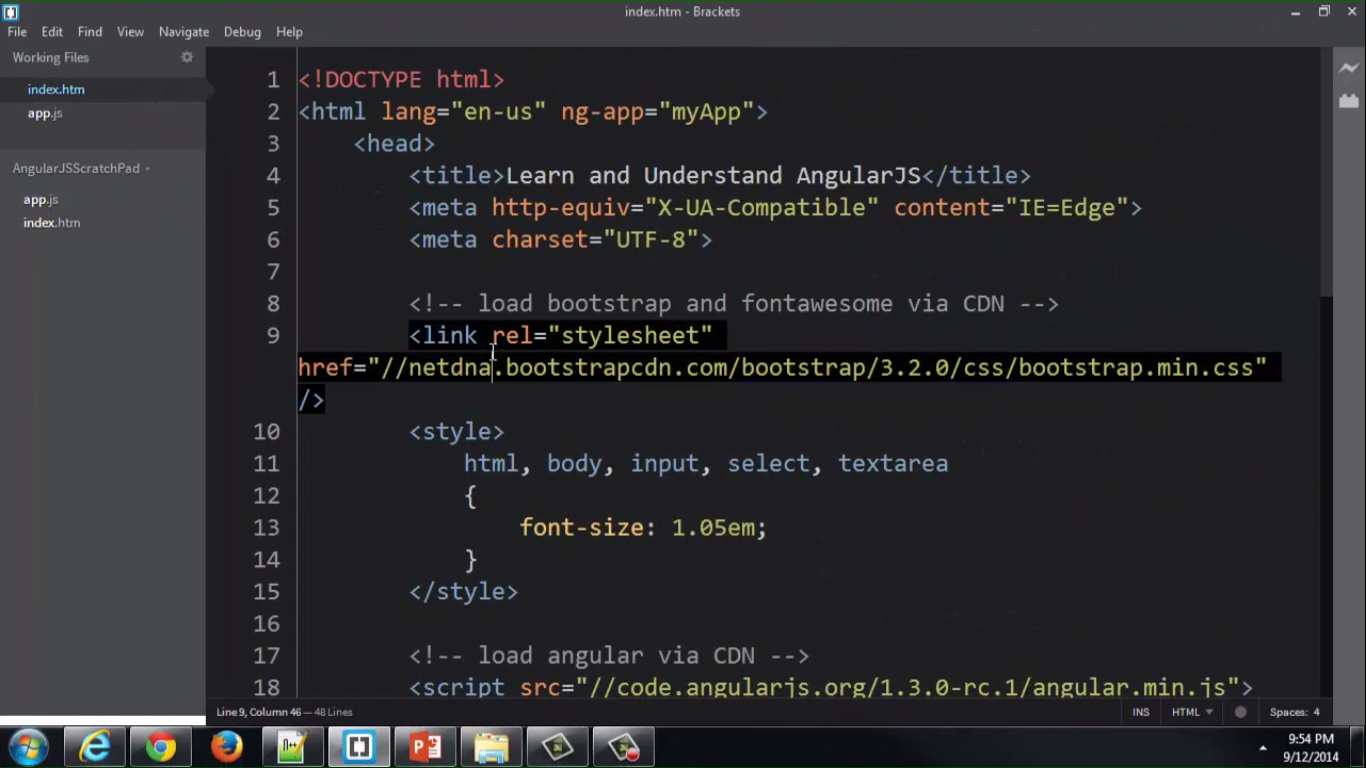 index.htm - Brackets
File Edit Find View Navigate Debug Help
Working Files
index.htm
app.js
AngularJSScratchPad
app.js
index.htm
1 <!DOCTYPE html>
2 <html lang="en-us" ng-app="myApp">
3 <head>
4 <title>Learn and Understand AngularJS</title>
5 <meta http-equiv="X-UA-Compatible" content="IE=Edge">
6 <meta charset="UTF-8">
7
8 <!-- load bootstrap and fontawesome via CDN -->
9 <link rel="stylesheet"
href="//netdna.bootstrapcdn.com/bootstrap/3.2.0/css/bootstrap.min.css"
/>
10 <style>
11 html, body, input, select, textarea
12 {
13 font-size: 1.05em;
14 }
15 </style>
16
17 <!-- load angular via CDN -->
18 <script src="//code.angularjs.org/1.3.0-rc.1/angular.min.js">
Line 9, Column 46 — 48 Lines
INS HTML Spaces: 4
9:54 PM
9/12/2014